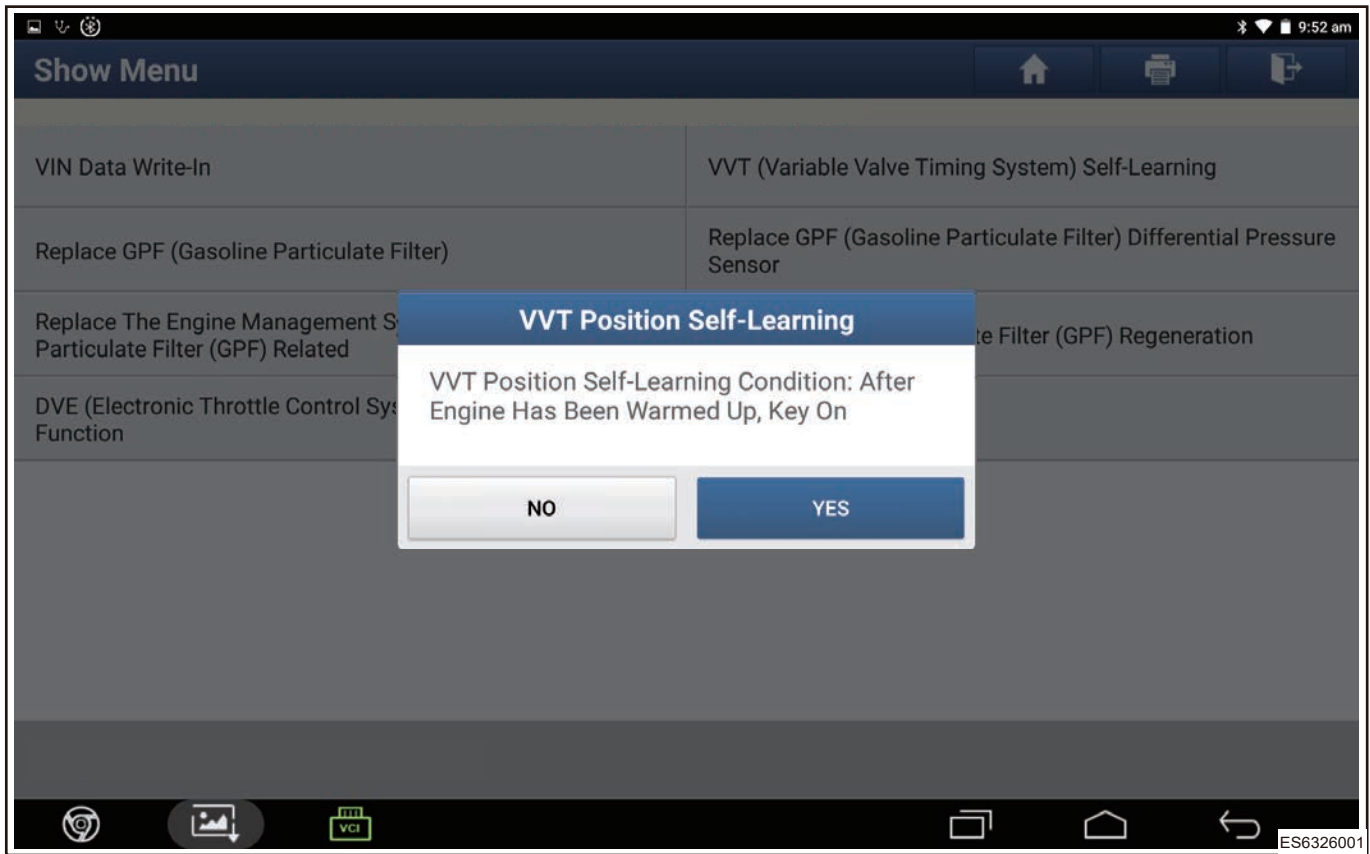 9:52 am
Show Menu
VIN Data Write-In
VVT (Variable Valve Timing System) Self-Learning
Replace GPF (Gasoline Particulate Filter)
Replace GPF (Gasoline Particulate Filter) Differential Pressure
Sensor
Replace The Engine Management
Particulate Filter (GPF) Related
Filter (GPF) Regeneration
DVE (Electronic Throttle Control
Function
VVT Position Self-Learning
VVT Position Self-Learning Condition: After
Engine Has Been Warmed Up, Key On
NO
YES
VCI
ES6326001